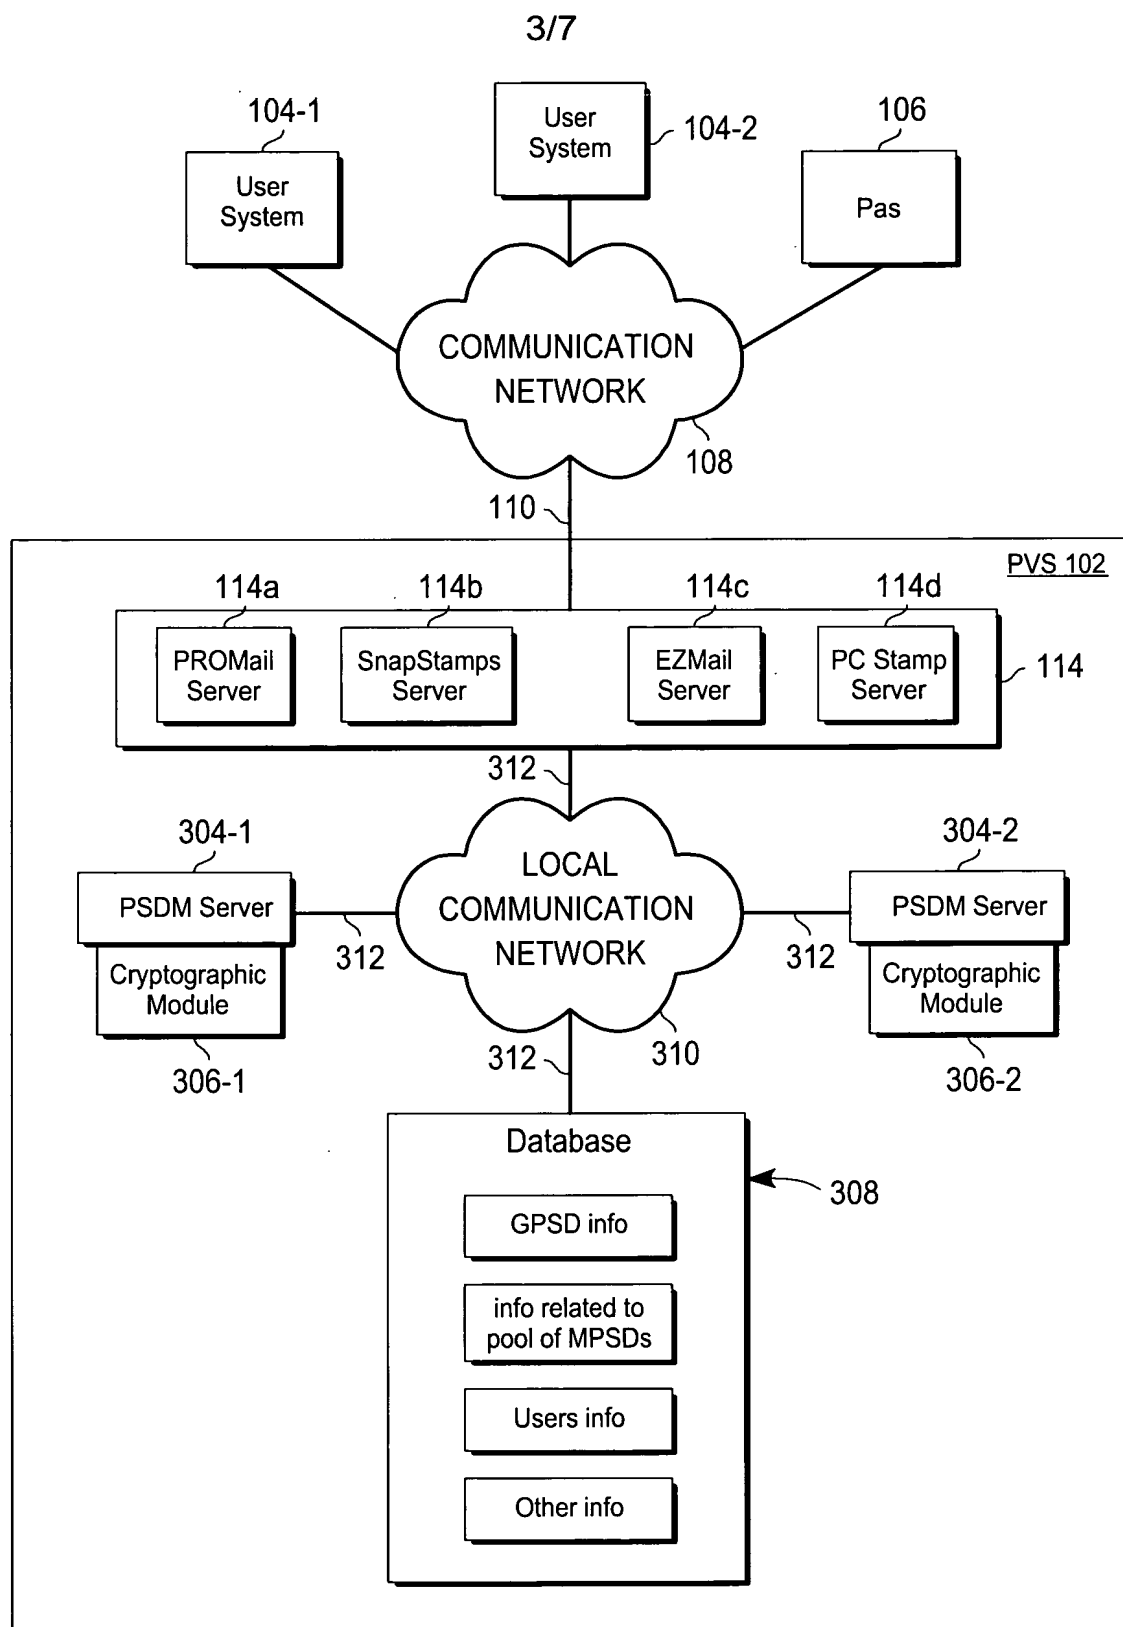 3/7
104-1
User
System
User
System
104-2
106
Pas
COMMUNICATION
NETWORK
108
110
PVS 102
114a
PROMail
Server
114b
SnapStamps
Server
114c
EZMail
Server
114d
PC Stamp
Server
114
312
304-1
PSDM Server
Cryptographic
Module
306-1
312
LOCAL
COMMUNICATION
NETWORK
310
312
304-2
PSDM Server
Cryptographic
Module
306-2
312
Database
308
GPSD info
info related to
pool of MPSDs
Users info
Other info